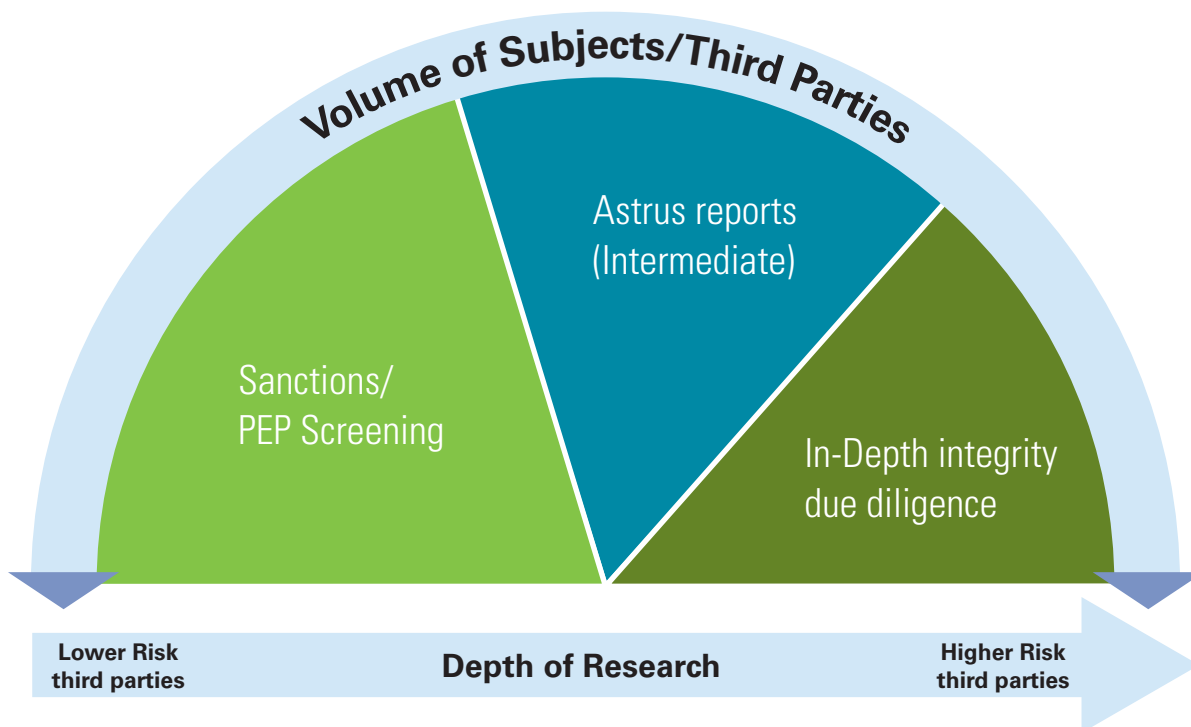 Volume of Subjects/Third Parties
Astrus reports
(Intermediate)
Sanctions/
PEP Screening
In-Depth integrity
due diligence
Lower Risk
third parties
Depth of Research
Higher Risk
third parties